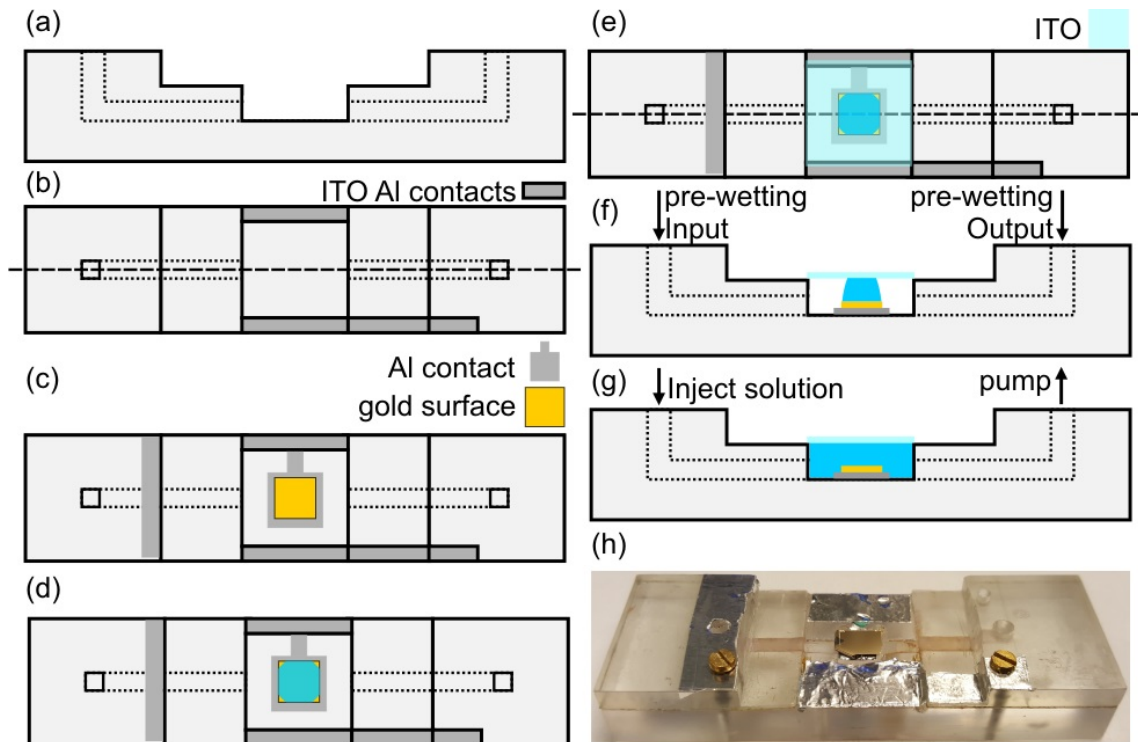 (a)
(b)
ITO Al contacts
(c)
Al contact
gold surface
(d)
(e)
ITO
pre-wetting
Input
pre-wetting
Output
(f)
(g)
Inject solution
pump
(h)